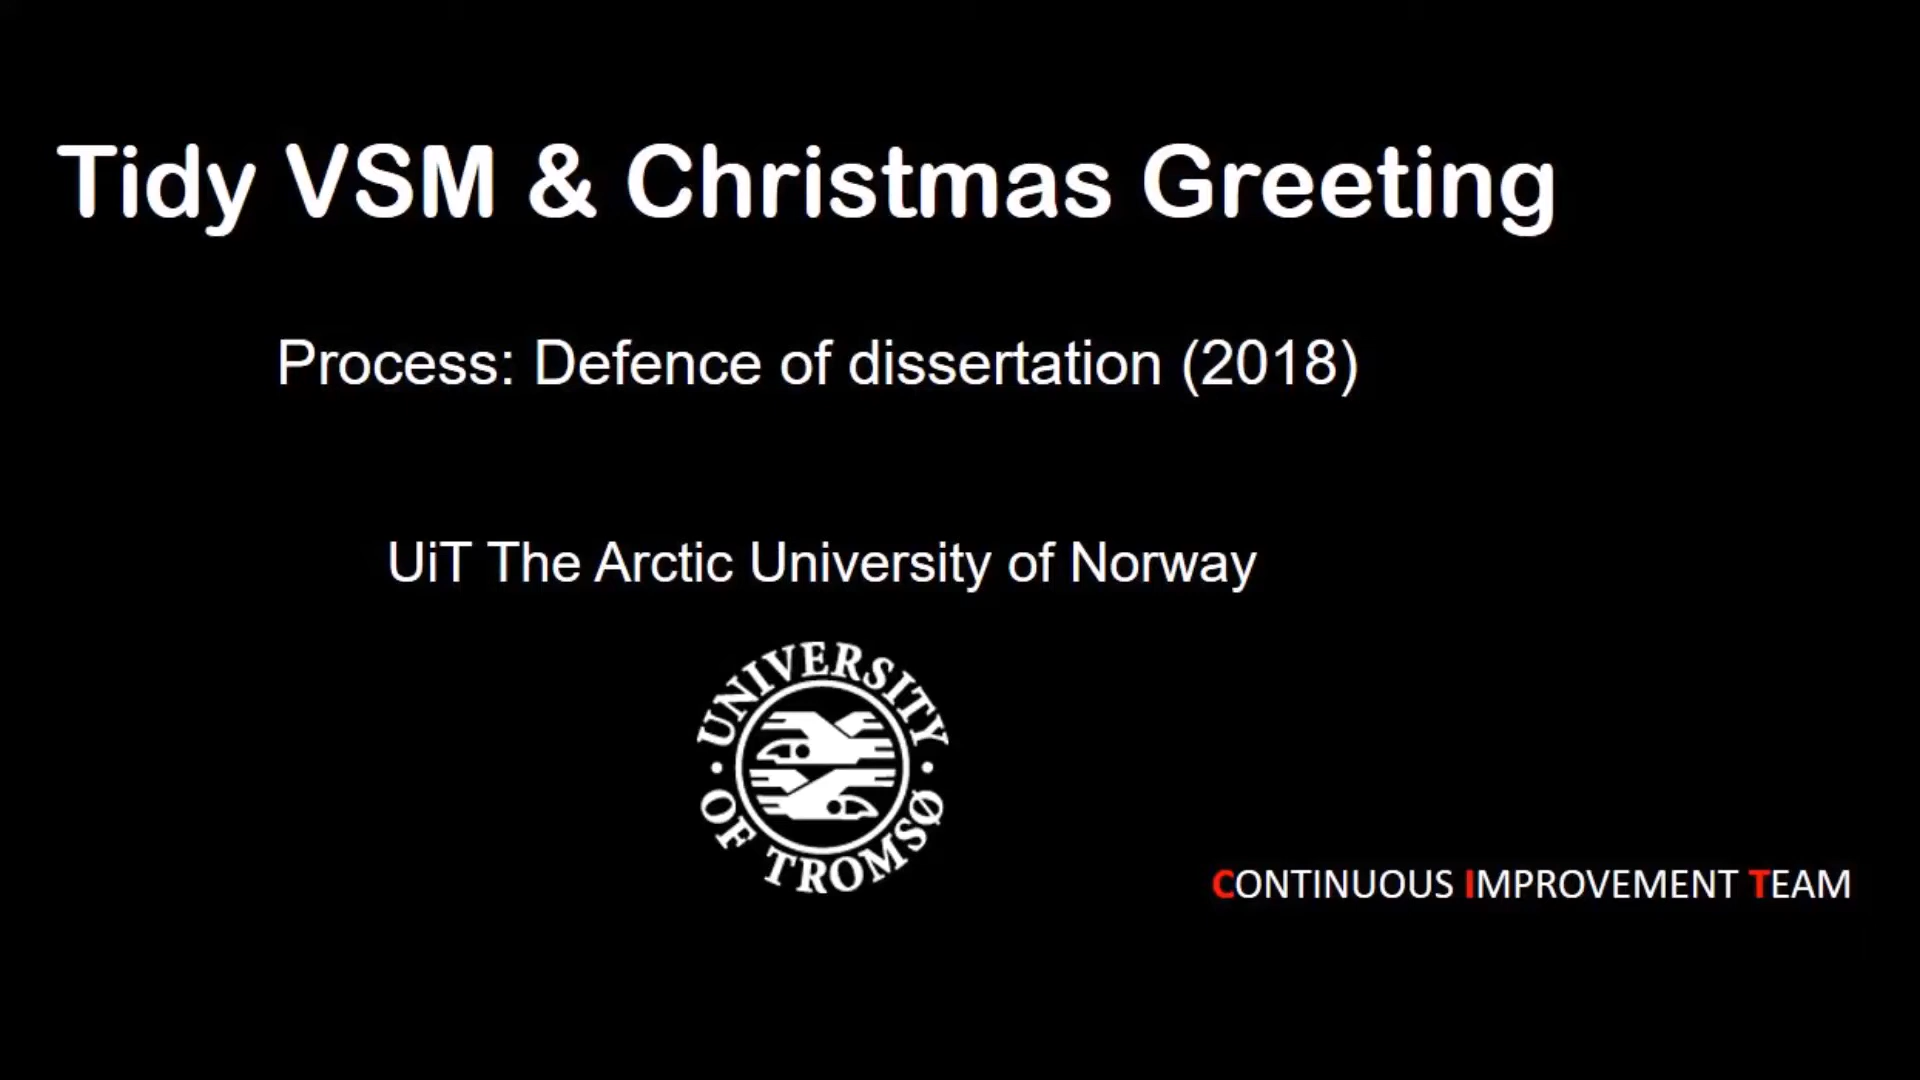 Tidy VSM & Christmas Greeting
Process: Defence of dissertation (2018)
UiT The Arctic University of Norway
UNIVERSITY
OF TROMSØ
CONTINUOUS IMPROVEMENT TEAM